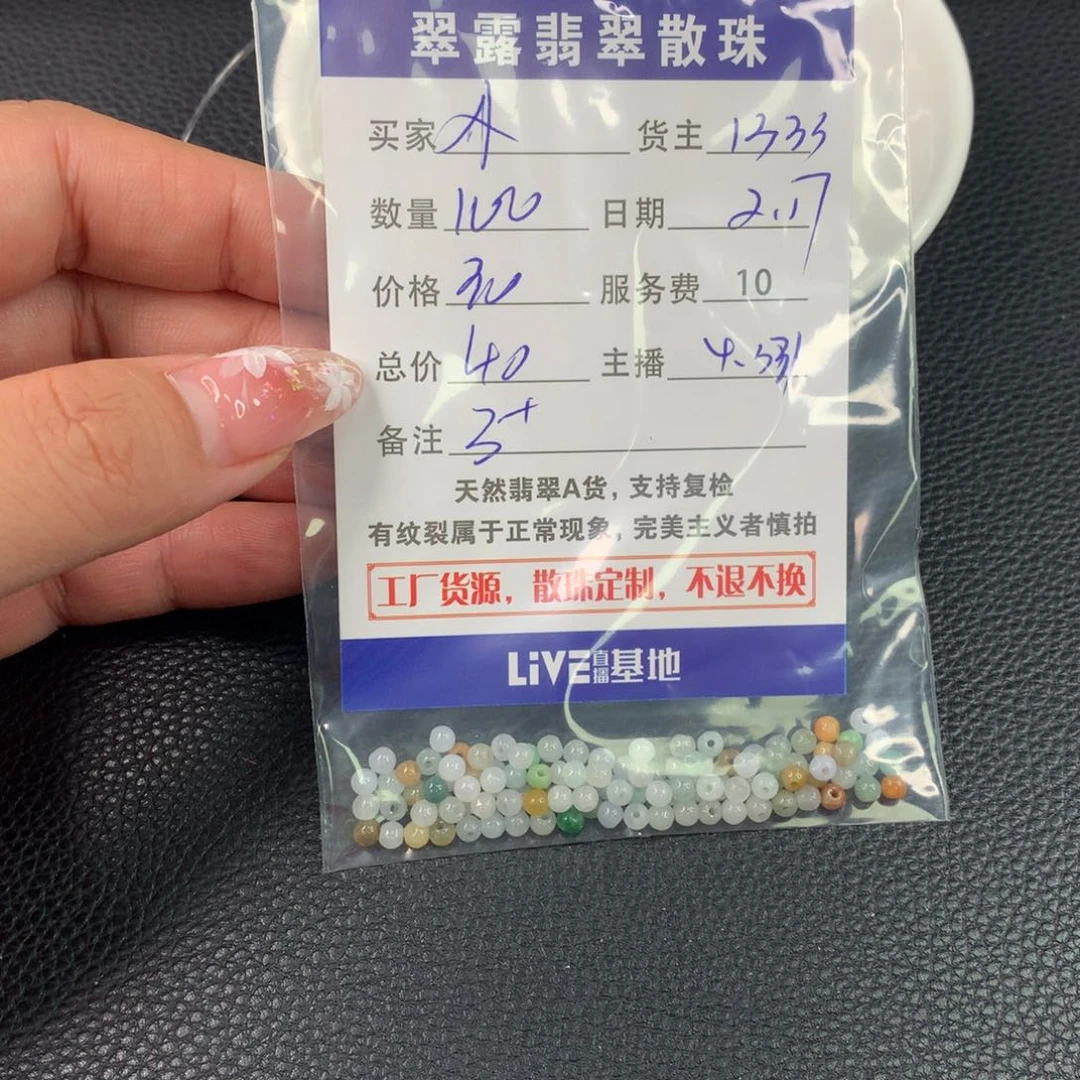 翠露翡翠散珠
买家 A 货主 1333
数量 100 日期 2.17
价格 30 服务费 10
总价 40 主播
备注 3+
天然翡翠A货，支持复检
有纹裂属于正常现象，完美主义者慎拍
工厂货源，散珠定制，不退不换
LiVE直播基地